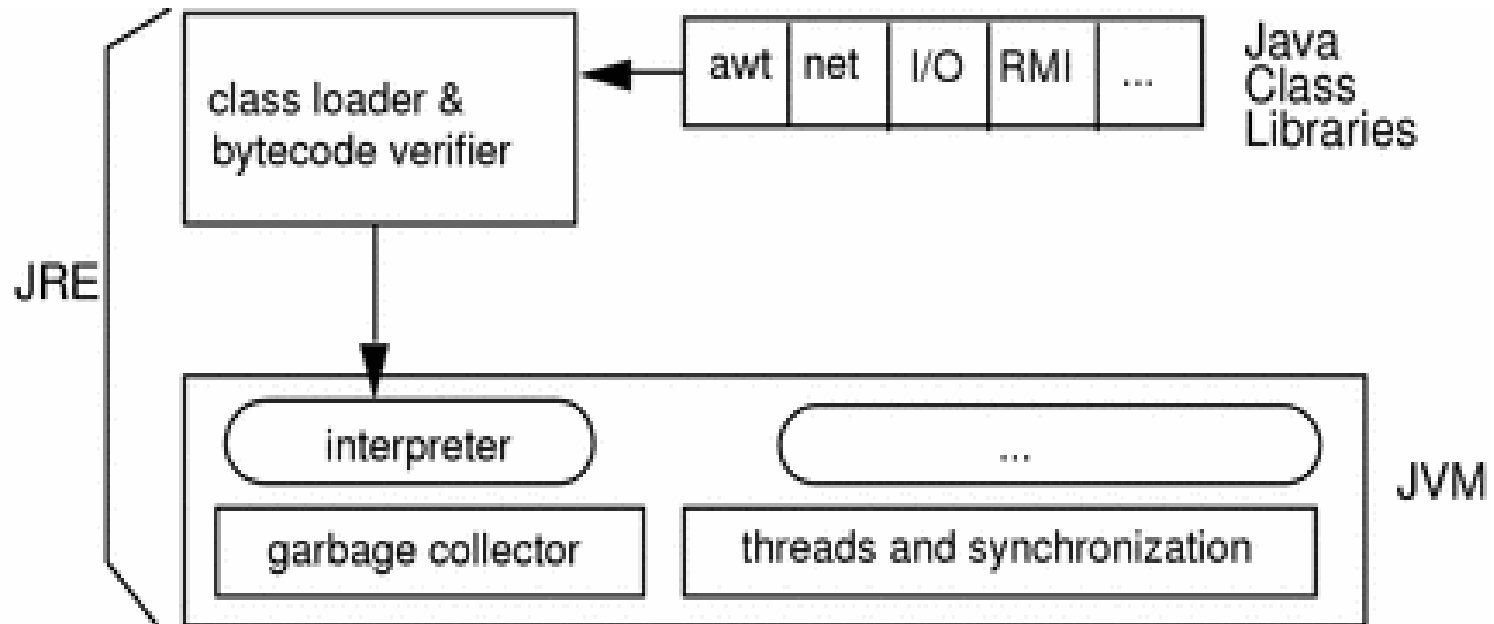 awt net I/O RMI ...
Java
Class
Libraries
class loader &
bytecode verifier
JRE
interpreter
...
JVM
garbage collector
threads and synchronization